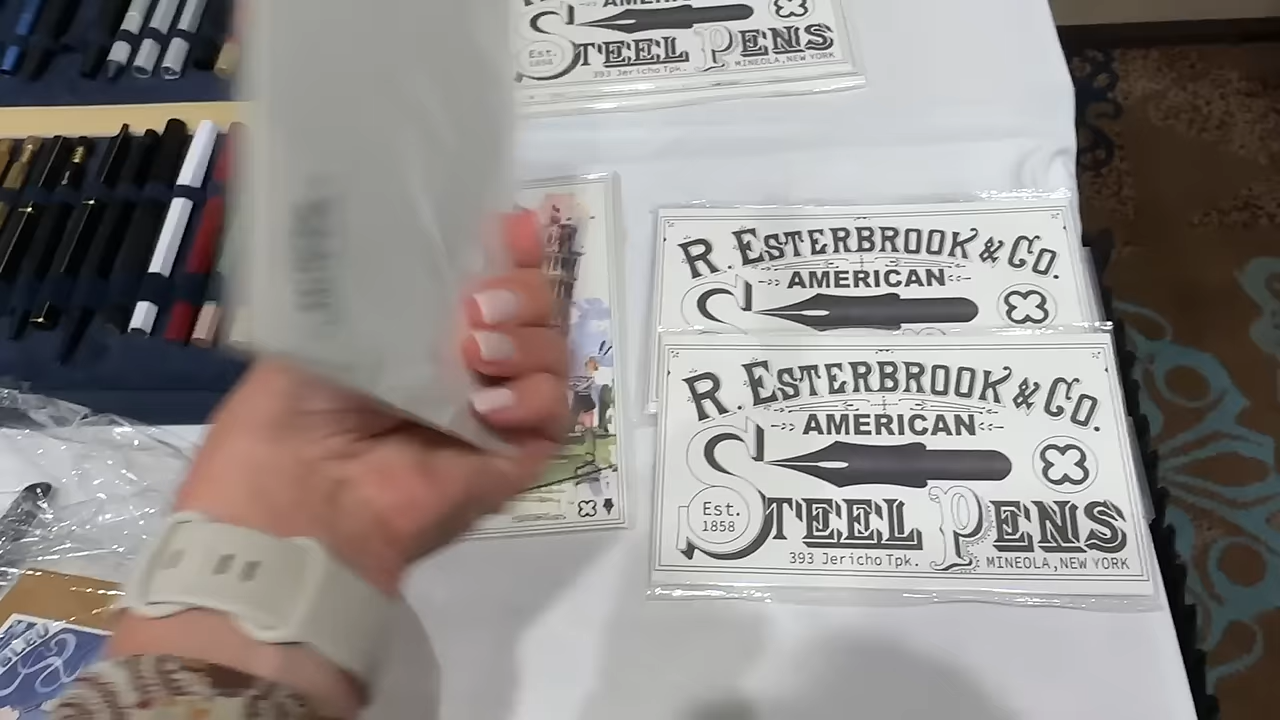 AMERICAN
STEEL PENS
Est.
1858
393 Jericho Tpk.
MINEOLA, NEW YORK
R. ESTERBROOK & CO.
AMERICAN
R. ESTERBROOK & CO.
AMERICAN
STEEL PENS
Est.
1858
393 Jericho Tpk.
MINEOLA, NEW YORK